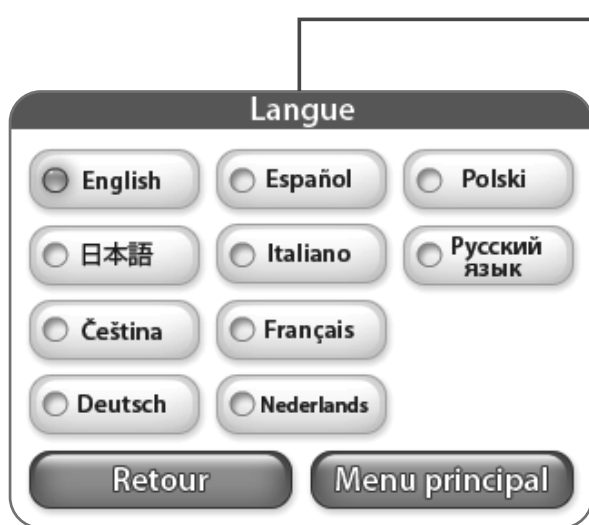 Langue
English
Español
Polski
日本語
Italiano
Русский
язык
Čeština
Français
Deutsch
Nederlands
Retour
Menu principal